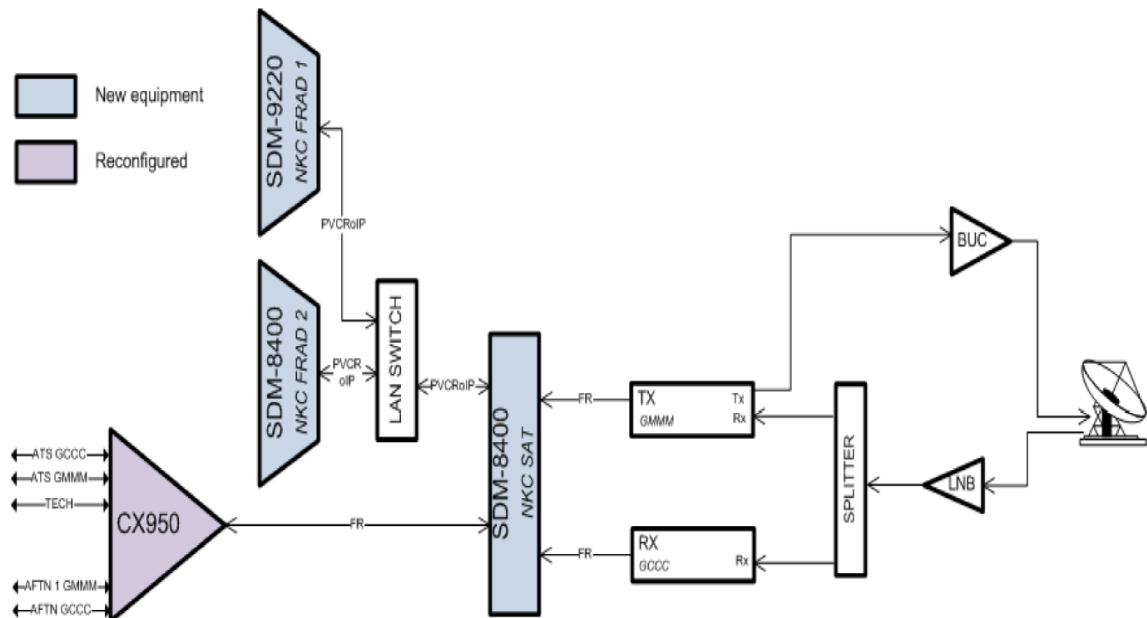 New equipment
Reconfigured
SDM-9220
NKC FRAD 1
PVCRoIP
SDM-8400
NKC FRAD 2
PVCR
oIP
LAN SWITCH
PVCRoIP
SDM-8400
NKC SAT
FR
TX
GMMM
Tx
Rx
BUC
SPLITTER
LNB
ATS GCCC
ATS GMMM
TECH
CX950
FR
FR
RX
GCCC
Rx
AFTN 1 GMMM
AFTN GCCC